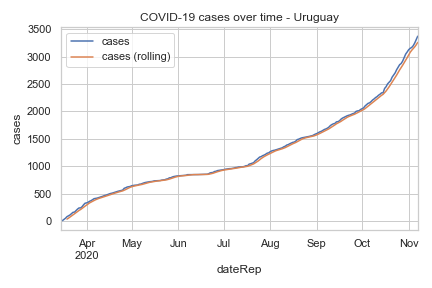 COVID-19 cases over time - Uruguay
cases
cases (rolling)
3500
3000
2500
2000
1500
1000
500
0
cases
Apr
2020
May
Jun
Jul
Aug
Sep
Oct
Nov
dateRep